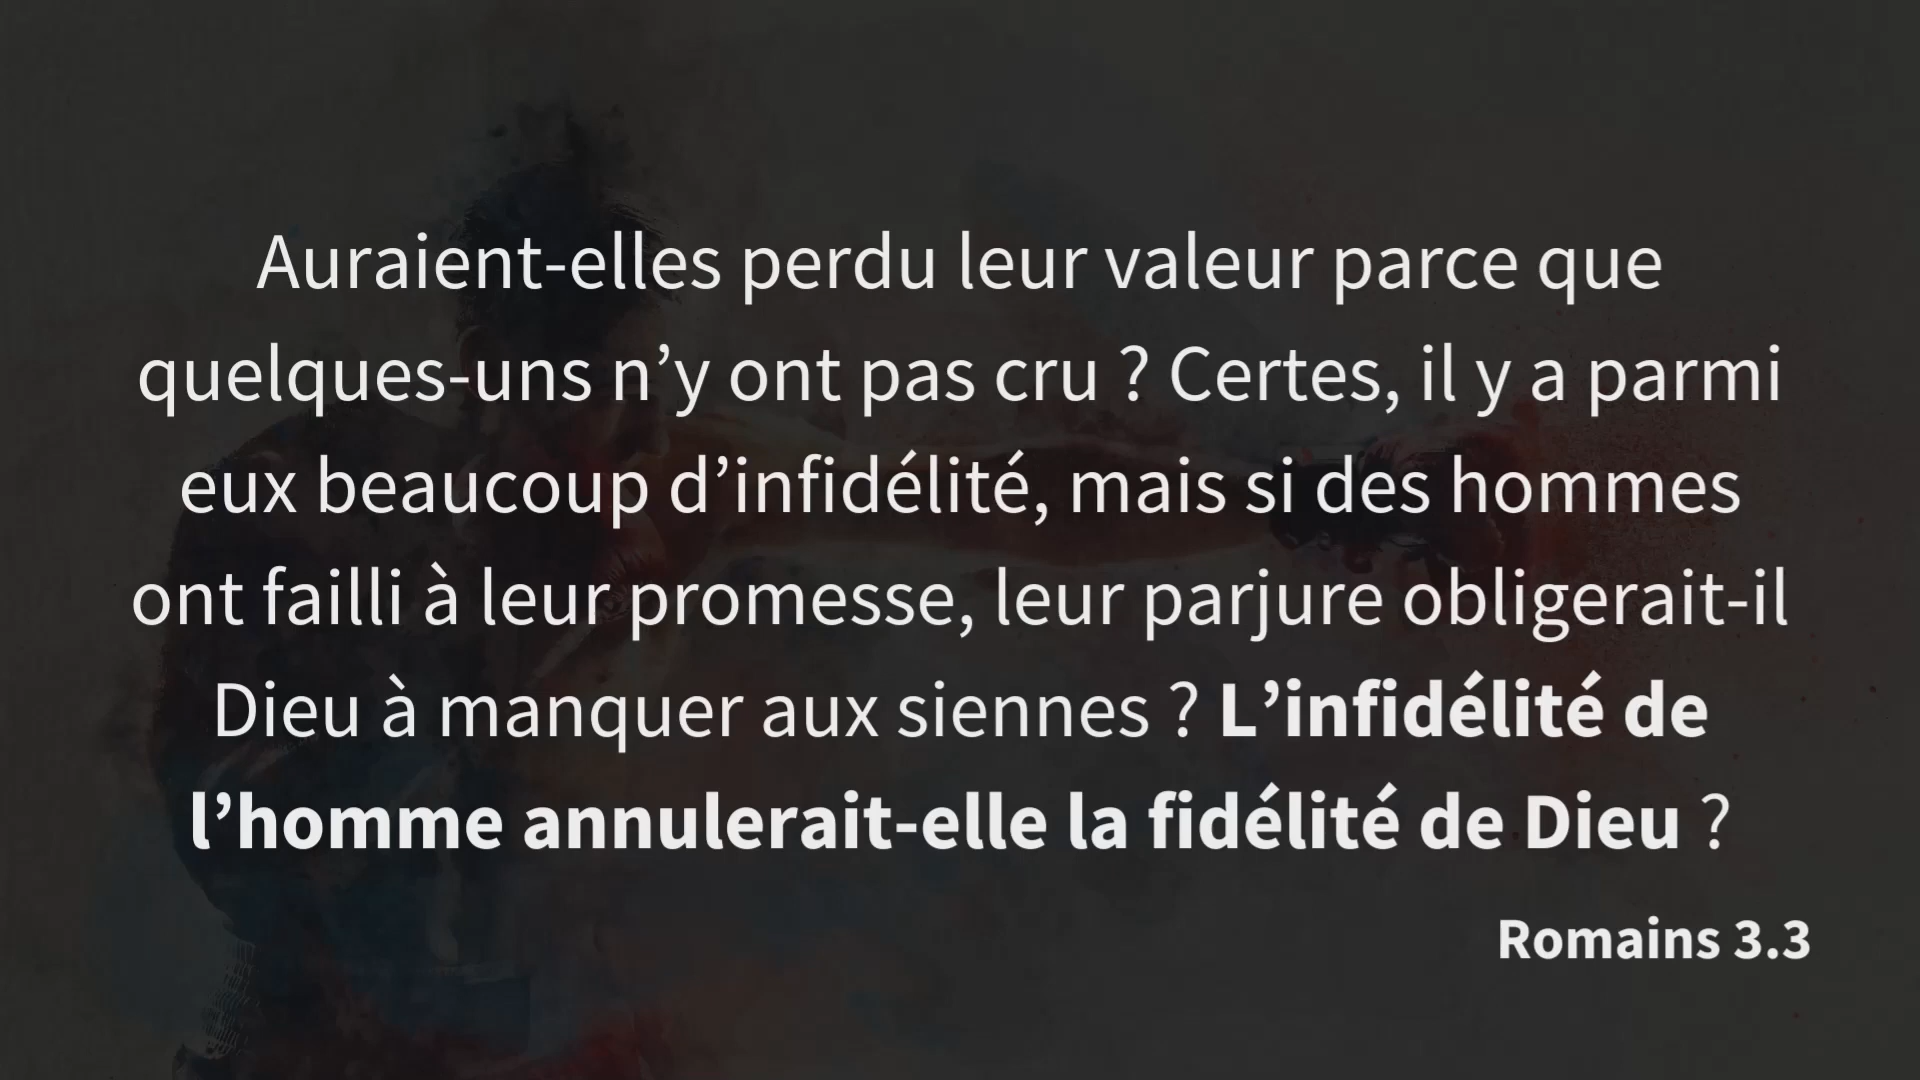 Auraient-elles perdu leur valeur parce que
quelques-uns n’y ont pas cru ? Certes, il y a parmi
eux beaucoup d’infidélité, mais si des hommes
ont failli à leur promesse, leur parjure obligerait-il
Dieu à manquer aux siennes ? L’infidélité de
l’homme annulerait-elle la fidélité de Dieu ?
Romains 3.3